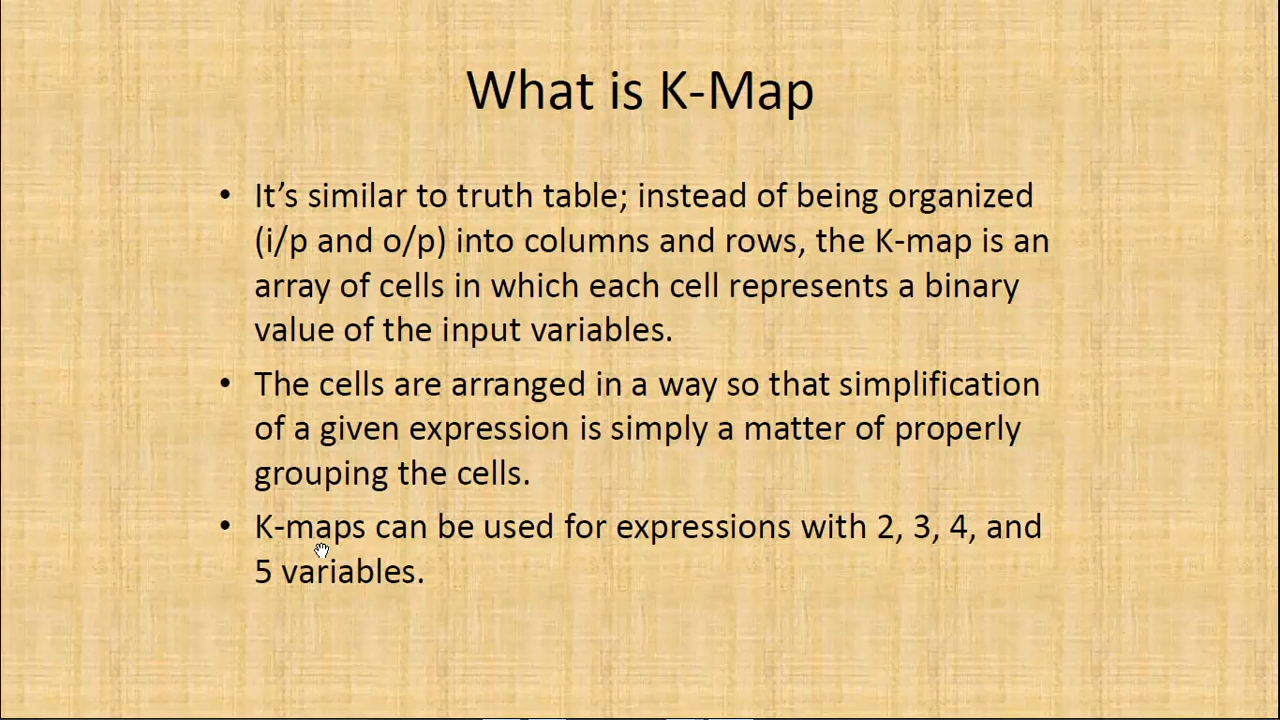 What is K-Map
• It’s similar to truth table; instead of being organized
(i/p and o/p) into columns and rows, the K-map is an
array of cells in which each cell represents a binary
value of the input variables.
• The cells are arranged in a way so that simplification
of a given expression is simply a matter of properly
grouping the cells.
• K-maps can be used for expressions with 2, 3, 4, and
5 variables.